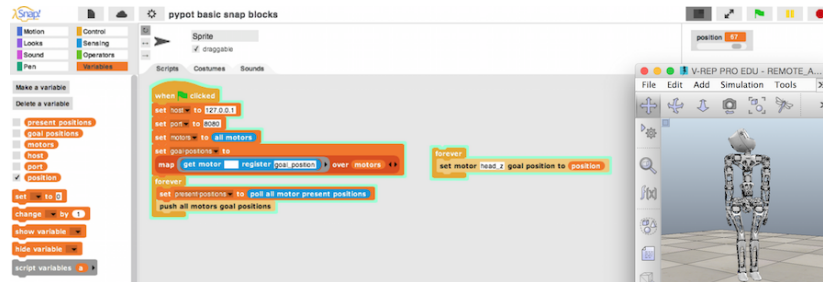 Snap!
pypot basic snap blocks
Motion
Control
Looks
Sensing
Sound
Operators
Pen
Variables
Make a variable
Delete a variable
present positions
goal positions
motors
host
port
position
set to 0
change by 1
show variable
hide variable
script variables a
Sprite
draggable
Scripts Costumes Sounds
when clicked
set host to 127.0.0.1
set port to 8080
set motors to all motors
set goal positions to
map get motor register goal_position over motors
forever
set present positions to poll all motor present positions
push all motors goal positions
forever
set motor head_z goal position to position
position 67
V-REP PRO EDU - REMOTE_A...
File Edit Add Simulation Tools
f(x)